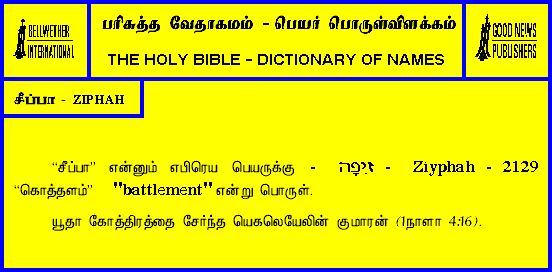 BELLWETHER
INTERNATIONAL
பரிசுத்த வேதாகமம் - பெயர் பொருள்விளக்கம்
THE HOLY BIBLE - DICTIONARY OF NAMES
GOOD NEWS
PUBLISHERS
சீப்பா - ZIPHAH
“சீப்பா” என்னும் எபிரெய பெயருக்கு - זִיפָה - Ziyphah - 2129
“கொத்தளம்” "battlement" என்று பொருள்.
யூதா கோத்திரத்தை சேர்ந்த யெகலெயேலின் குமாரன் (1நாளா 4:16).